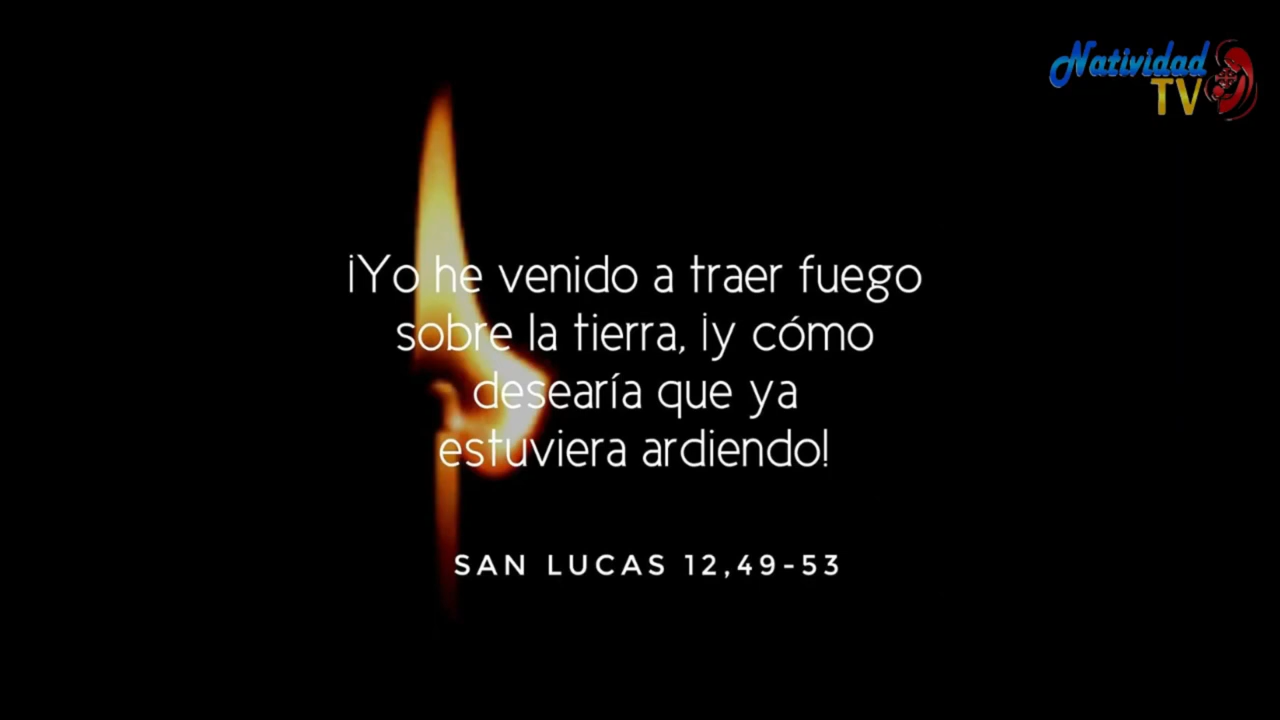 Natividad
TV
¡Yo he venido a traer fuego
sobre la tierra, ¡y cómo
desearía que ya
estuviera ardiendo!
SAN LUCAS 12,49-53